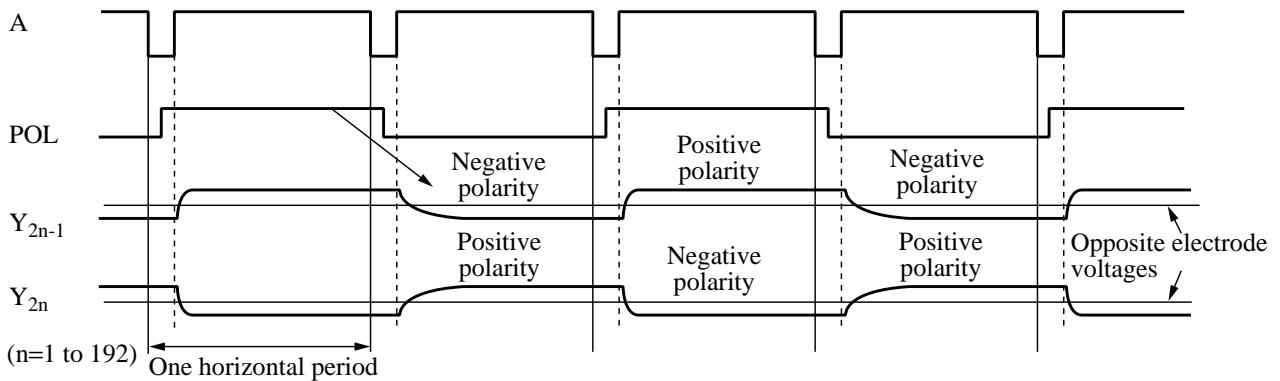 A
POL
Negative
polarity
Positive
polarity
Negative
polarity
Y2n-1
Positive
polarity
Negative
polarity
Positive
polarity
Opposite electrode
voltages
Y2n
(n=1 to 192)
One horizontal period